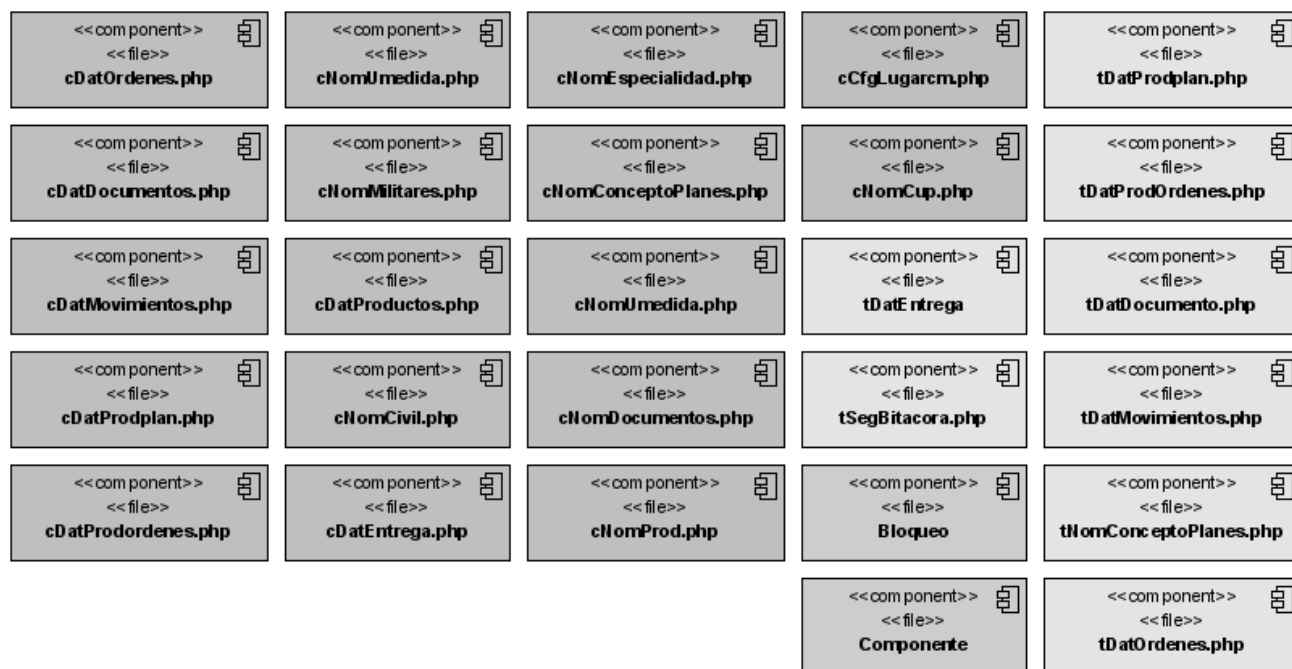 <<component>>
<<file>>
cDatOrdenes.php
<<component>>
<<file>>
cNomUmedida.php
<<component>>
<<file>>
cNomEspecialidad.php
<<component>>
<<file>>
cCfgLugarcm.php
<<component>>
<<file>>
tDatProdplan.php
<<component>>
<<file>>
cDatDocumentos.php
<<component>>
<<file>>
cNomMilitares.php
<<component>>
<<file>>
cNomConceptoPlanes.php
<<component>>
<<file>>
cNomCup.php
<<component>>
<<file>>
tDatProdOrdenes.php
<<component>>
<<file>>
cDatMovimientos.php
<<component>>
<<file>>
cDatProductos.php
<<component>>
<<file>>
cNomUmedida.php
<<component>>
<<file>>
tDatEntrega
<<component>>
<<file>>
tDatDocumento.php
<<component>>
<<file>>
cDatProdplan.php
<<component>>
<<file>>
cNomCivil.php
<<component>>
<<file>>
cNomDocumentos.php
<<component>>
<<file>>
tSegBitacora.php
<<component>>
<<file>>
tDatMovimientos.php
<<component>>
<<file>>
cDatProdordenes.php
<<component>>
<<file>>
cDatEntrega.php
<<component>>
<<file>>
cNomProd.php
<<component>>
<<file>>
Bloqueo
<<component>>
<<file>>
tNomConceptoPlanes.php
<<component>>
<<file>>
Componente
<<component>>
<<file>>
tDatOrdenes.php